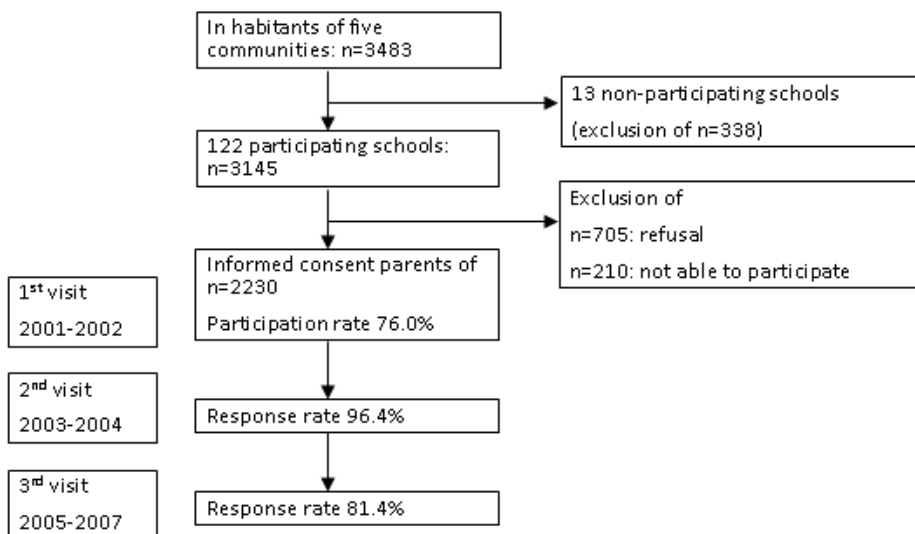 In habitants of five
communities: n=3483
13 non-participating schools
(exclusion of n=338)
122 participating schools:
n=3145
Exclusion of
n=705: refusal
n=210: not able to participate
Informed consent parents of
n=2230
Participation rate 76.0%
1st visit
2001-2002
2nd visit
2003-2004
Response rate 96.4%
3rd visit
2005-2007
Response rate 81.4%